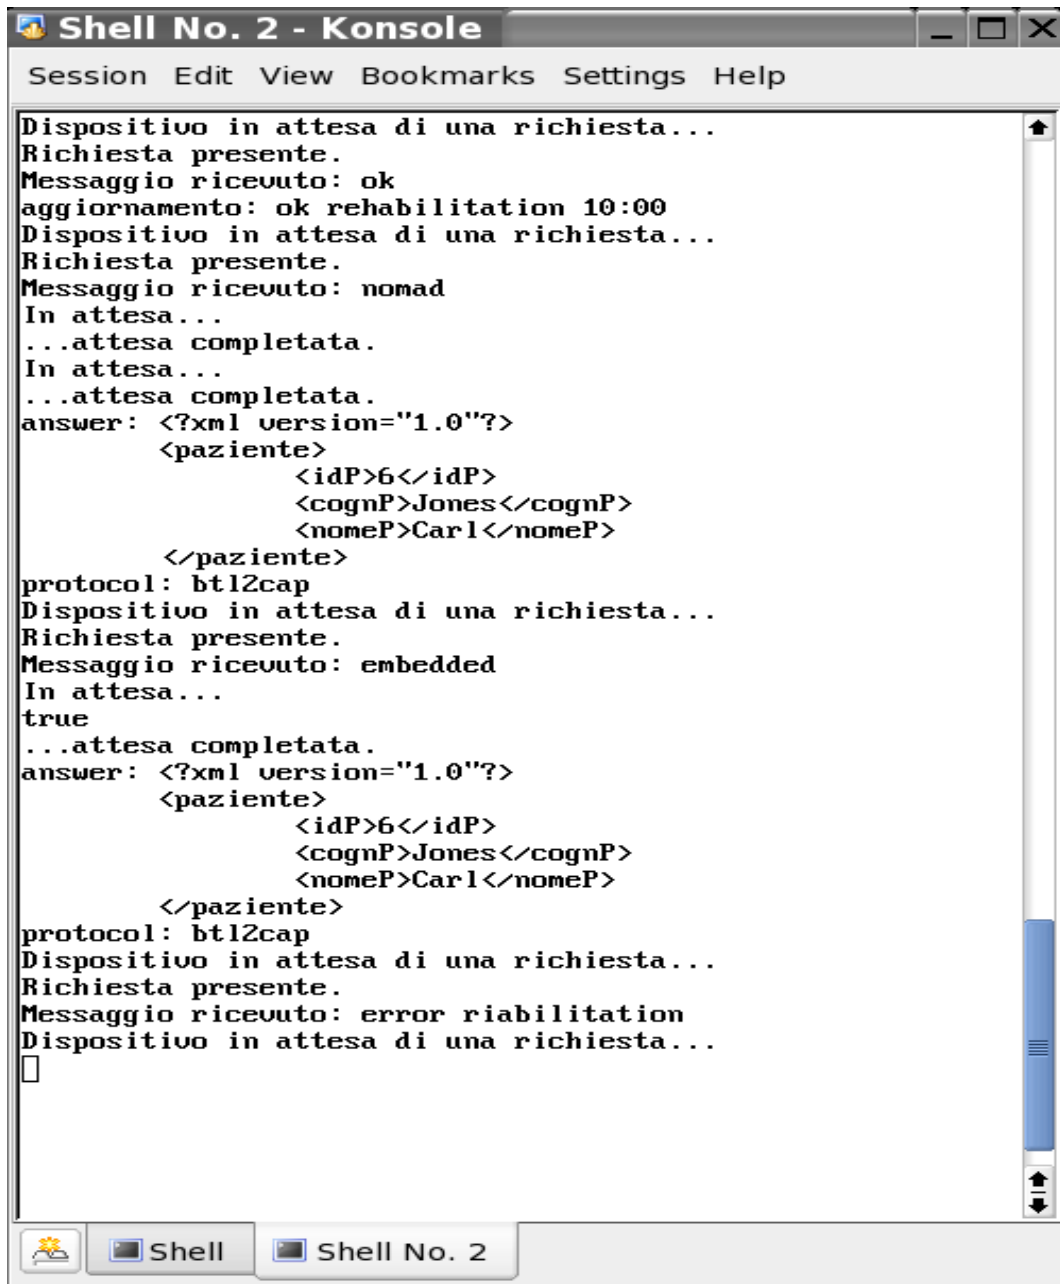 Shell No. 2 - Konsole
Session Edit View Bookmarks Settings Help
Dispositivo in attesa di una richiesta...
Richiesta presente.
Messaggio ricevuto: ok
aggiornamento: ok rehabilitation 10:00
Dispositivo in attesa di una richiesta...
Richiesta presente.
Messaggio ricevuto: nomad
In attesa...
...attesa completata.
In attesa...
...attesa completata.
answer: <?xml version="1.0"?>
<paziente>
<idP>6</idP>
<cognP>Jones</cognP>
<nomeP>Carl</nomeP>
</paziente>
protocol: btl2cap
Dispositivo in attesa di una richiesta...
Richiesta presente.
Messaggio ricevuto: embedded
In attesa...
true
...attesa completata.
answer: <?xml version="1.0"?>
<paziente>
<idP>6</idP>
<cognP>Jones</cognP>
<nomeP>Carl</nomeP>
</paziente>
protocol: btl2cap
Dispositivo in attesa di una richiesta...
Richiesta presente.
Messaggio ricevuto: error riabilitation
Dispositivo in attesa di una richiesta...
Shell Shell No. 2